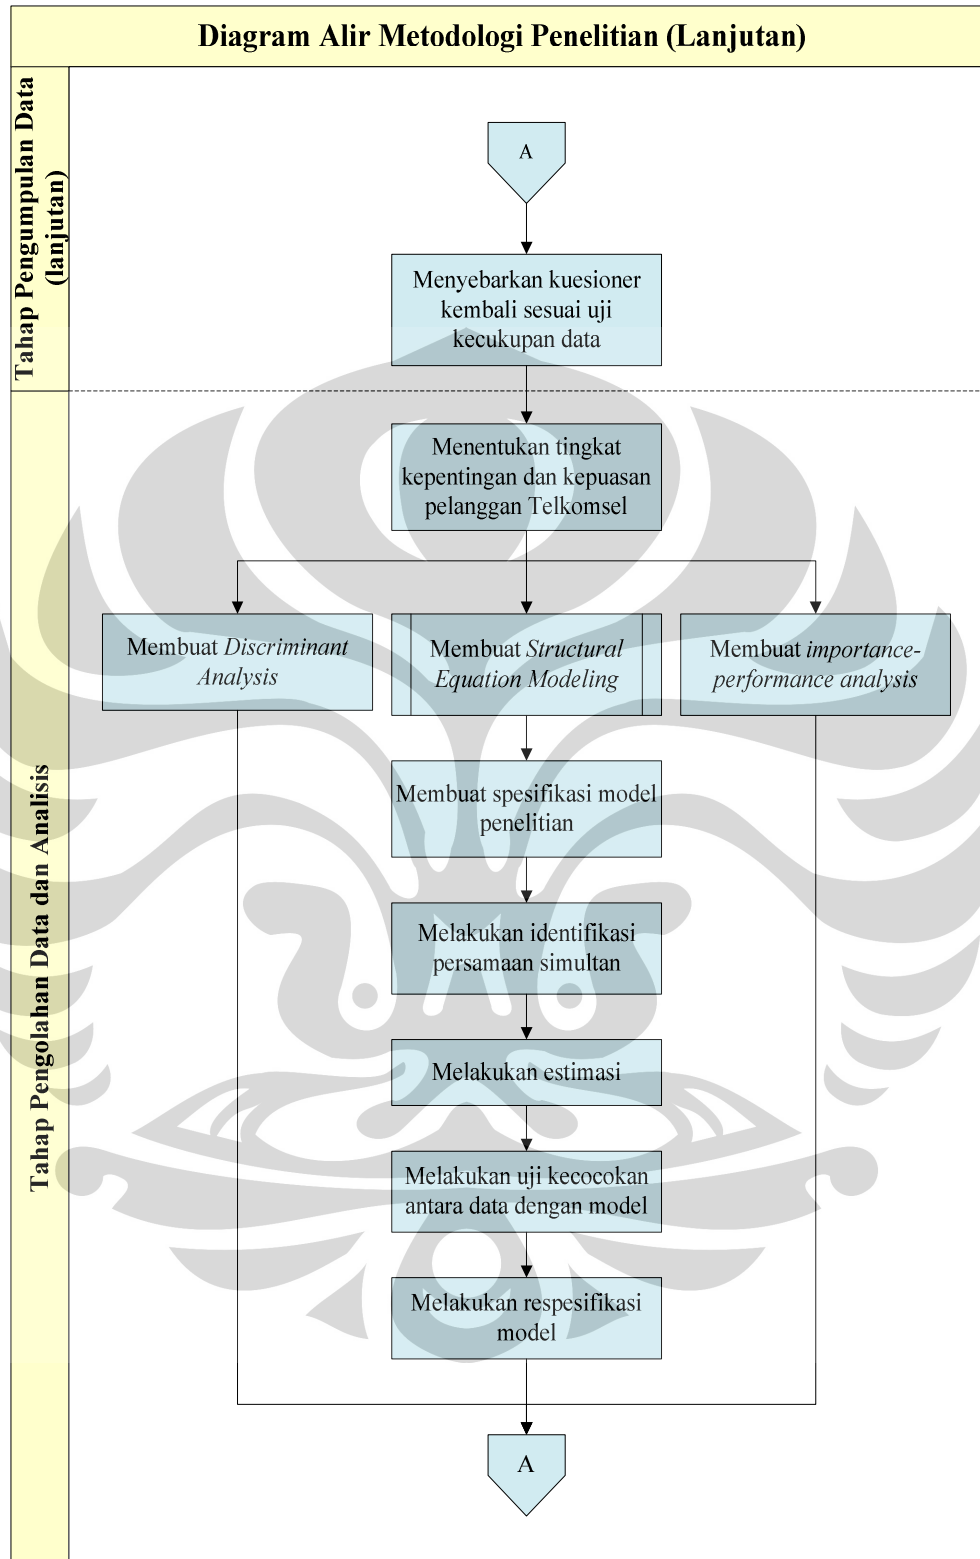 Diagram Alir Metodologi Penelitian (Lanjutan)
Tahap Pengumpulan Data
(lanjutan)
A
Menyebarkan kuesioner
kembali sesuai uji
kecukupan data
Tahap Pengolahan Data dan Analisis
Menentukan tingkat
kepentingan dan kepuasan
pelanggan Telkomsel
Membuat Discriminant
Analysis
Membuat Structural
Equation Modeling
Membuat importance-
performance analysis
Membuat spesifikasi model
penelitian
Melakukan identifikasi
persamaan simultan
Melakukan estimasi
Melakukan uji kecocokan
antara data dengan model
Melakukan respesifikasi
model
A